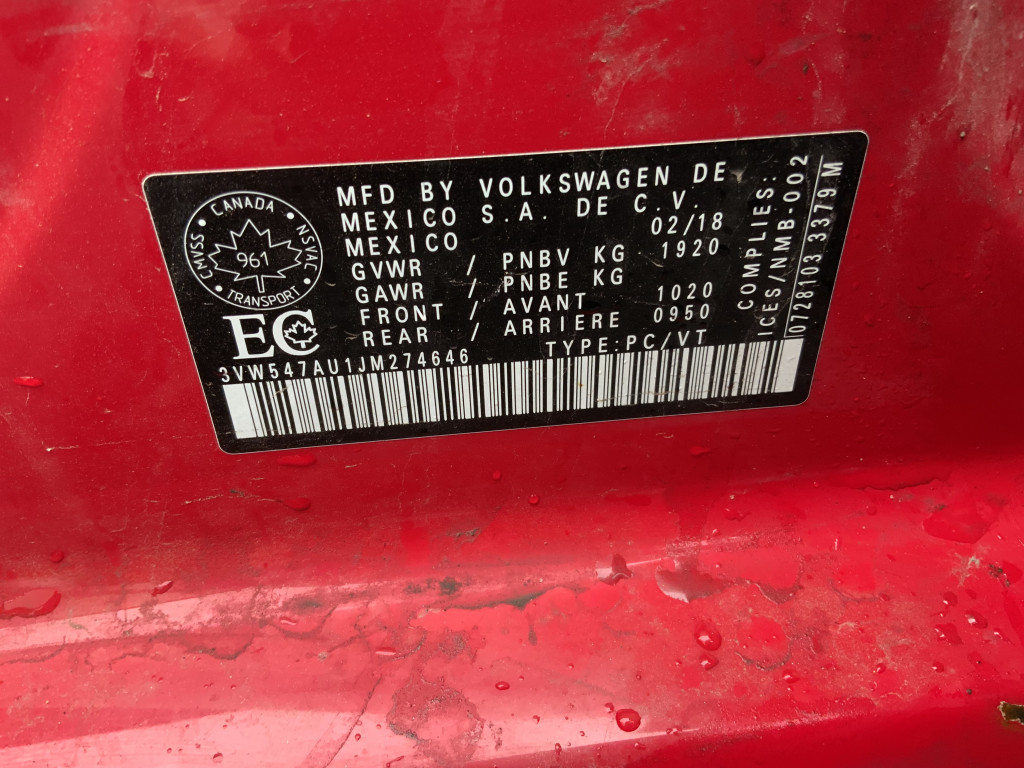 CANADA
CMVSS
NSVAC
961
TRANSPORT
EC
MFD BY VOLKSWAGEN DE
MEXICO S.A. DE C.V.
MEXICO 02/18
GVWR / PNBV KG 1920
GAWR / PNBE KG
FRONT / AVANT 1020
REAR / ARRIERE 0950
TYPE:PC/VT
3VW547AU1JM274646
COMPLIES:
ICES/NMB-002
0728103 3379 M